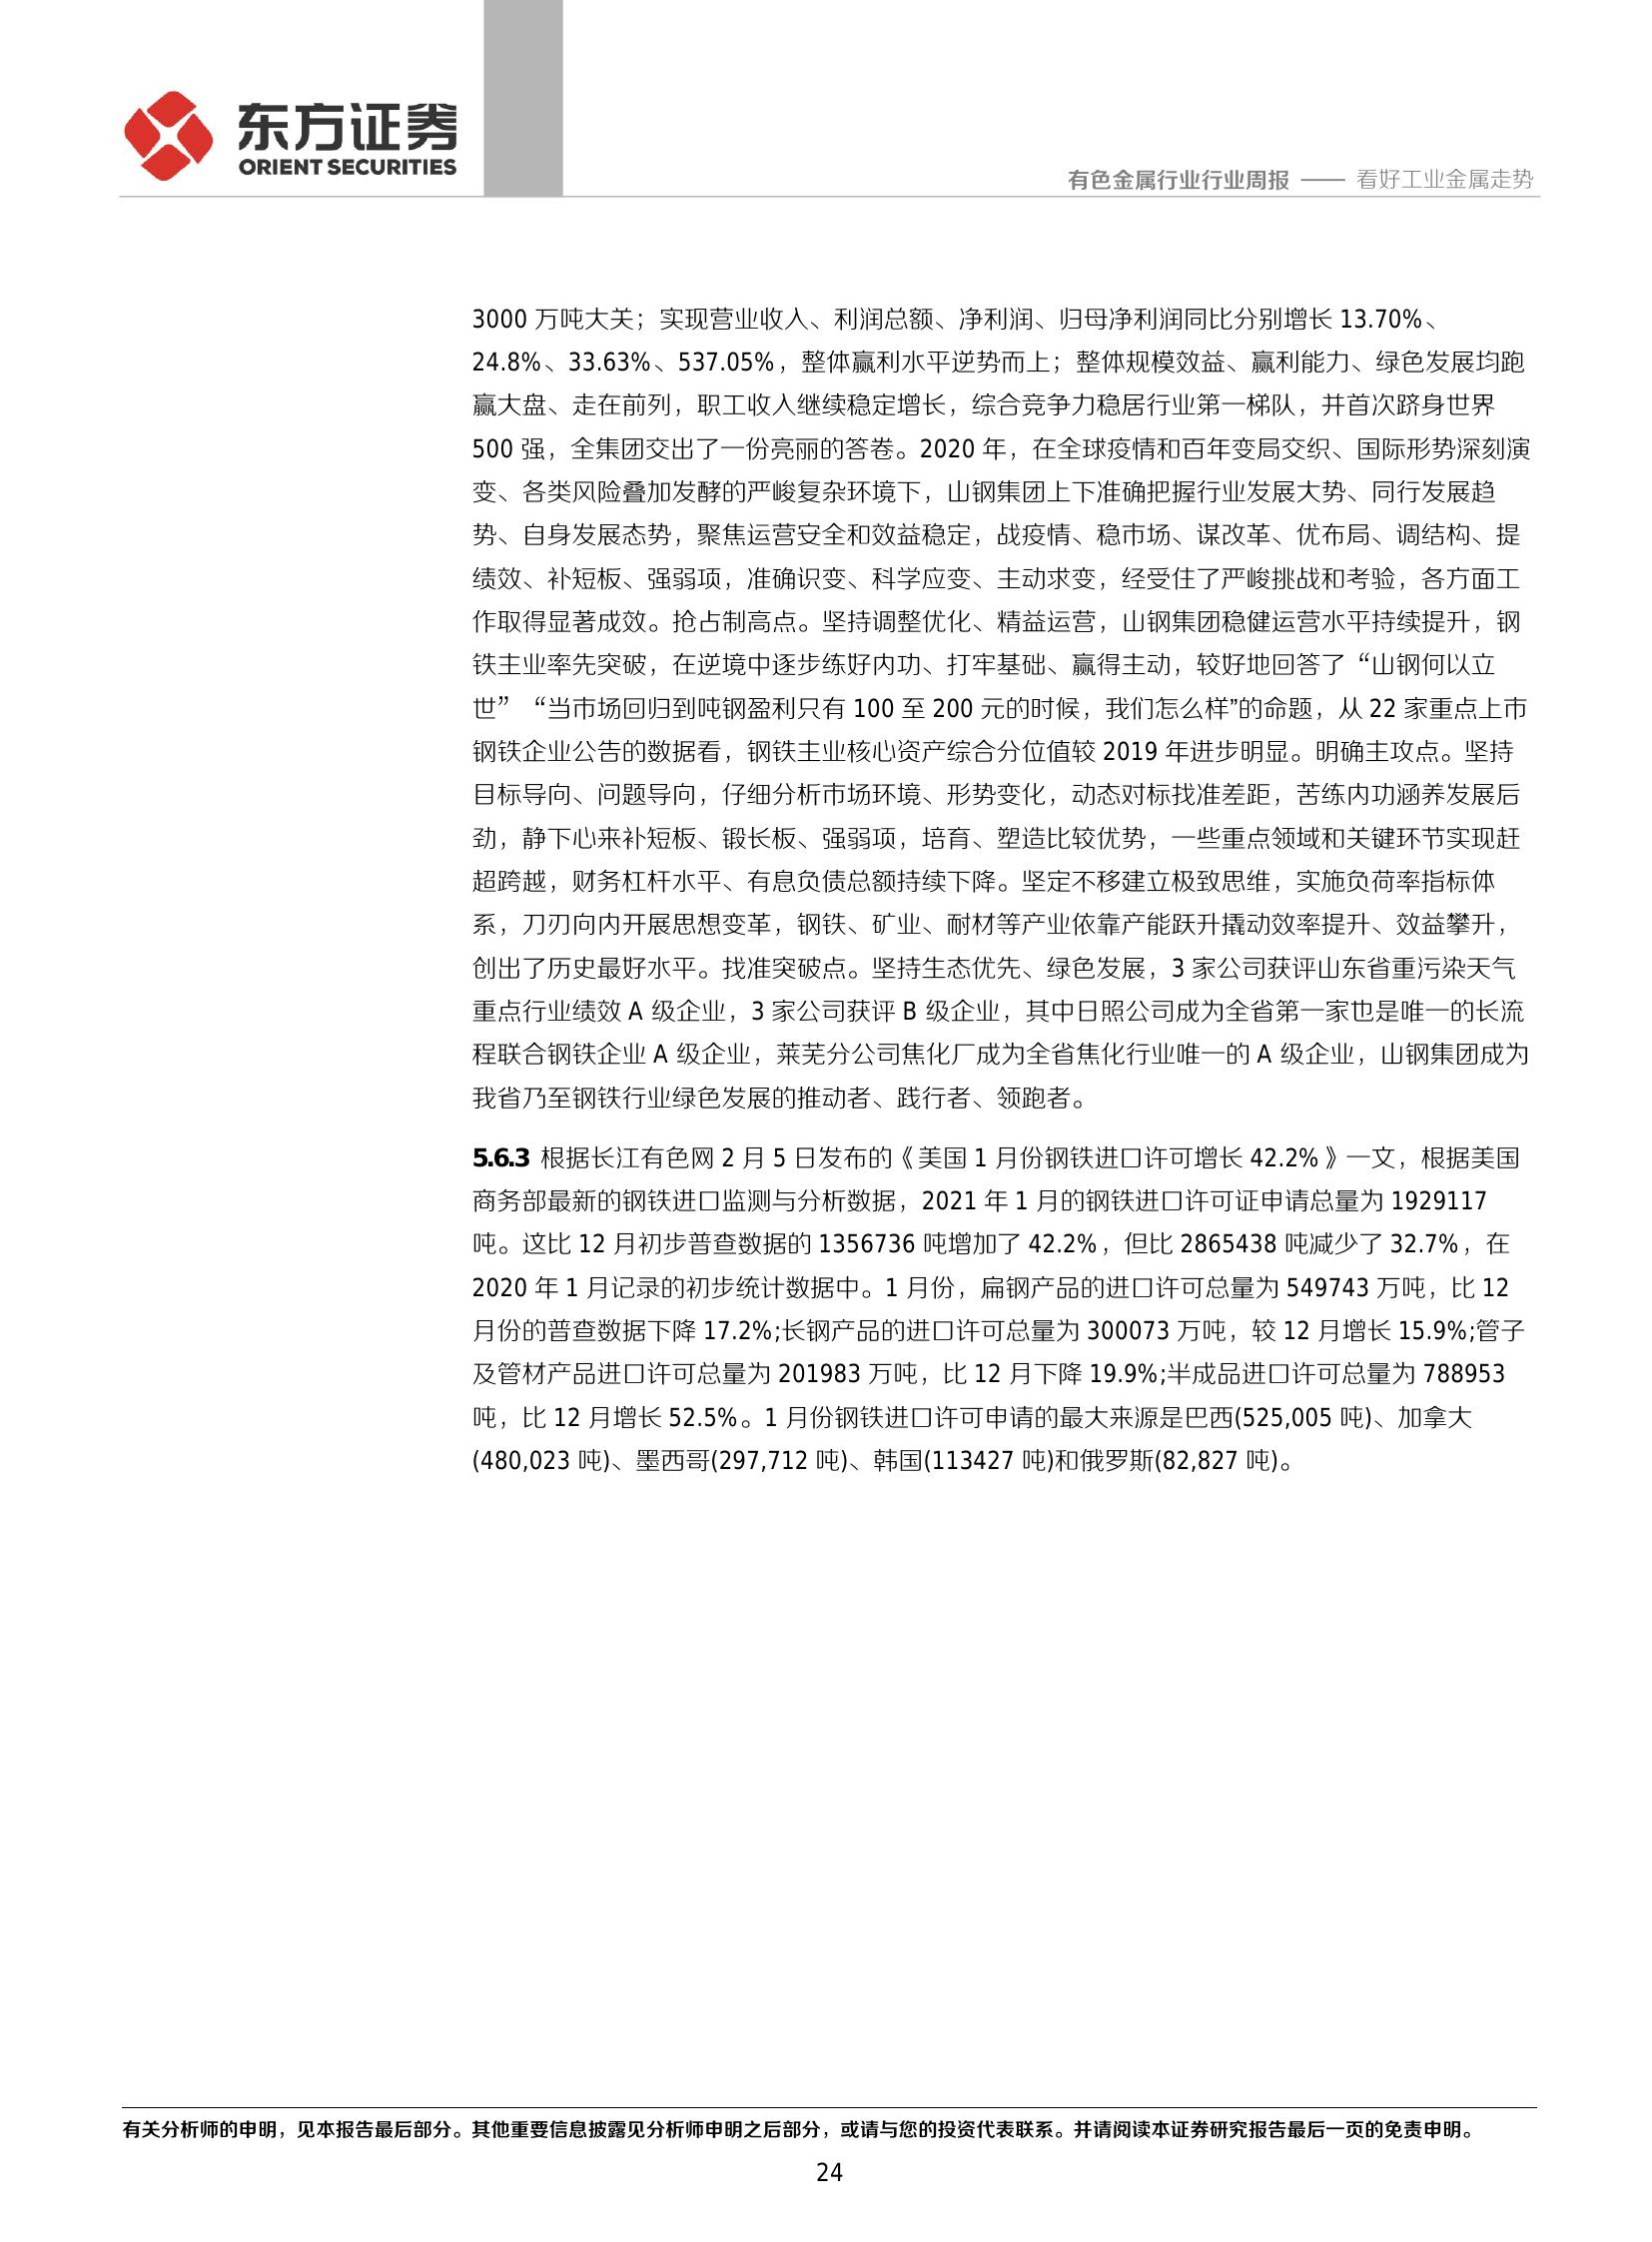 东方证券
ORIENT SECURITIES
有色金属行业行业周报 —— 看好工业金属走势
3000 万吨大关；实现营业收入、利润总额、净利润、归母净利润同比分别增长 13.70%、
24.8%、33.63%、537.05%，整体赢利水平逆势而上；整体规模效益、赢利能力、绿色发展均跑
赢大盘、走在前列，职工收入继续稳定增长，综合竞争力稳居行业第一梯队，并首次跻身世界
500 强，全集团交出了一份亮丽的答卷。2020 年，在全球疫情和百年变局交织、国际形势深刻演
变、各类风险叠加发酵的严峻复杂环境下，山钢集团上下准确把握行业发展大势、同行发展趋
势、自身发展态势，聚焦运营安全和效益稳定，战疫情、稳市场、谋改革、优布局、调结构、提
绩效、补短板、强弱项，准确识变、科学应变、主动求变，经受住了严峻挑战和考验，各方面工
作取得显著成效。抢占制高点。坚持调整优化、精益运营，山钢集团稳健运营水平持续提升，钢
铁主业率先突破，在逆境中逐步练好内功、打牢基础、赢得主动，较好地回答了“山钢何以立
世”“当市场回归到吨钢盈利只有 100 至 200 元的时候，我们怎么样”的命题，从 22 家重点上市
钢铁企业公告的数据看，钢铁主业核心资产综合分位值较 2019 年进步明显。明确主攻点。坚持
目标导向、问题导向，仔细分析市场环境、形势变化，动态对标找准差距，苦练内功涵养发展后
劲，静下心来补短板、锻长板、强弱项，培育、塑造比较优势，一些重点领域和关键环节实现赶
超跨越，财务杠杆水平、有息负债总额持续下降。坚定不移建立极致思维，实施负荷率指标体
系，刀刃向内开展思想变革，钢铁、矿业、耐材等产业依靠产能跃升撬动效率提升、效益攀升，
创出了历史最好水平。找准突破点。坚持生态优先、绿色发展，3 家公司获评山东省重污染天气
重点行业绩效 A 级企业，3 家公司获评 B 级企业，其中日照公司成为全省第一家也是唯一的长流
程联合钢铁企业 A 级企业，莱芜分公司焦化厂成为全省焦化行业唯一的 A 级企业，山钢集团成为
我省乃至钢铁行业绿色发展的推动者、践行者、领跑者。
5.6.3 根据长江有色网 2 月 5 日发布的《美国 1 月份钢铁进口许可增长 42.2%》一文，根据美国
商务部最新的钢铁进口监测与分析数据，2021 年 1 月的钢铁进口许可证申请总量为 1929117
吨。这比 12 月初步普查数据的 1356736 吨增加了 42.2%，但比 2865438 吨减少了 32.7%，在
2020 年 1 月记录的初步统计数据中。1 月份，扁钢产品的进口许可总量为 549743 万吨，比 12
月份的普查数据下降 17.2%;长钢产品的进口许可总量为 300073 万吨，较 12 月增长 15.9%;管子
及管材产品进口许可总量为 201983 万吨，比 12 月下降 19.9%;半成品进口许可总量为 788953
吨，比 12 月增长 52.5%。1 月份钢铁进口许可申请的最大来源是巴西(525,005 吨)、加拿大
(480,023 吨)、墨西哥(297,712 吨)、韩国(113427 吨)和俄罗斯(82,827 吨)。
有关分析师的申明，见本报告最后部分。其他重要信息披露见分析师申明之后部分，或请与您的投资代表联系。并请阅读本证券研究报告最后一页的免责申明。
24